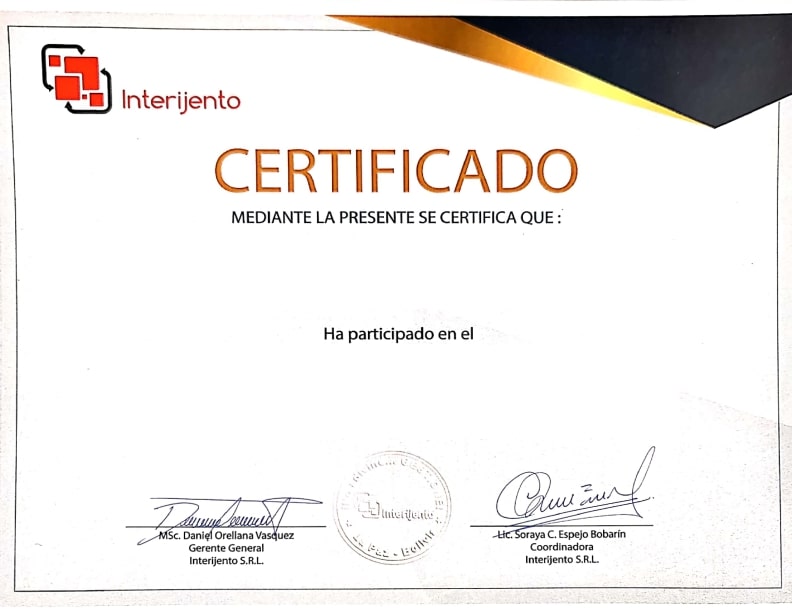 Interijento
CERTIFICADO
MEDIANTE LA PRESENTE SE CERTIFICA QUE :
Ha participado en el
Interijento
La Paz - Bolivia
MSc. Daniel Orellana Vasquez
Gerente General
Interijento S.R.L.
Lic. Soraya C. Espejo Bobarín
Coordinadora
Interijento S.R.L.